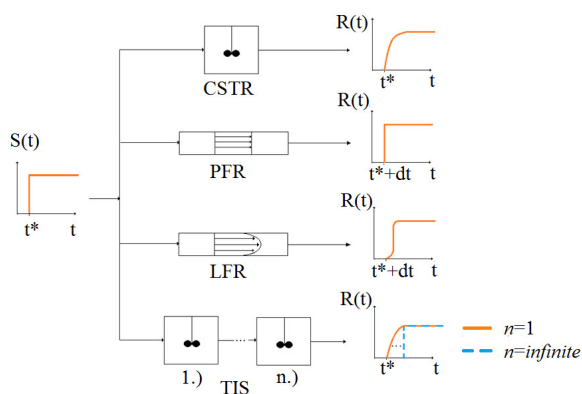 S(t)
t*
t
CSTR
R(t)
t*
t
PFR
R(t)
t*+dt
t
LFR
R(t)
t*+dt
t
1.)
......
n.)
TIS
R(t)
...
t*
t
n=1
n=infinite